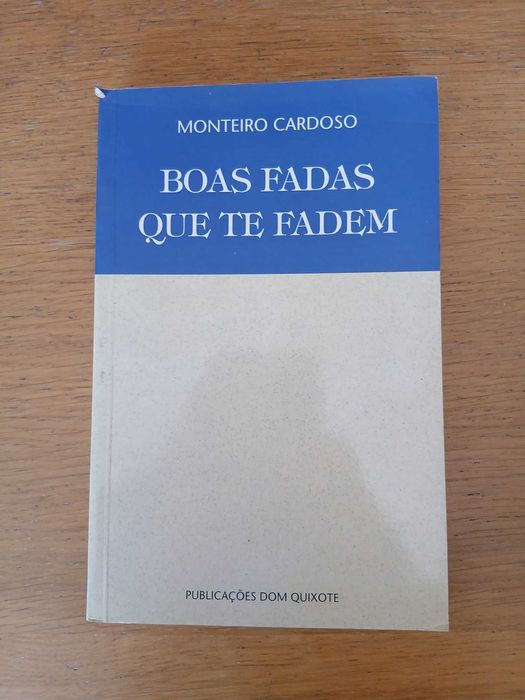 MONTEIRO CARDOSO
BOAS FADAS
QUE TE FADEM
PUBLICAÇÕES DOM QUIXOTE